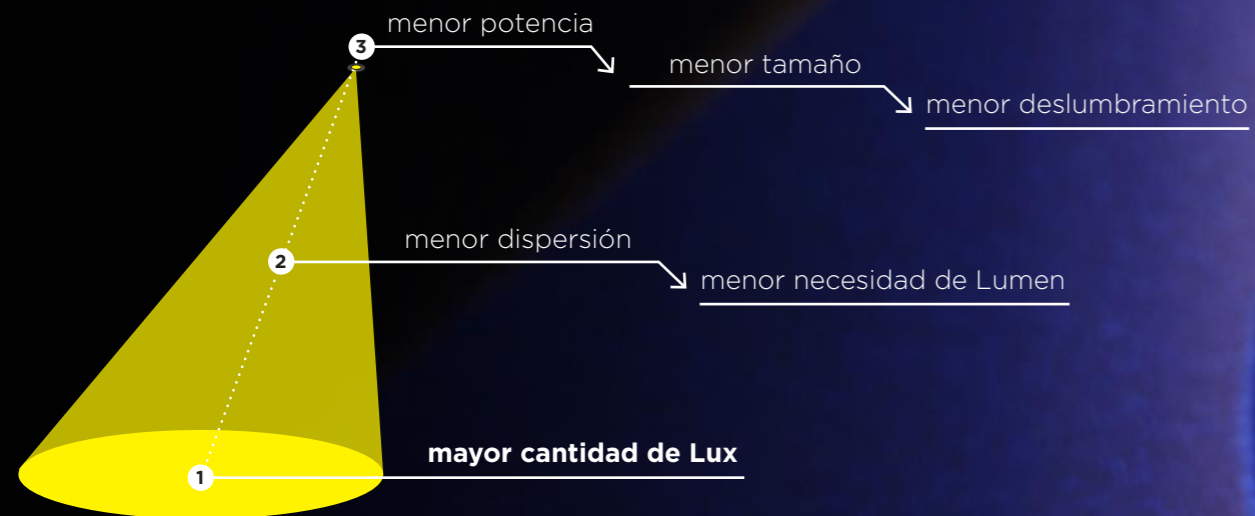 3
menor potencia
menor tamaño
menor deslumbramiento
2
menor dispersión
menor necesidad de Lumen
1
mayor cantidad de Lux